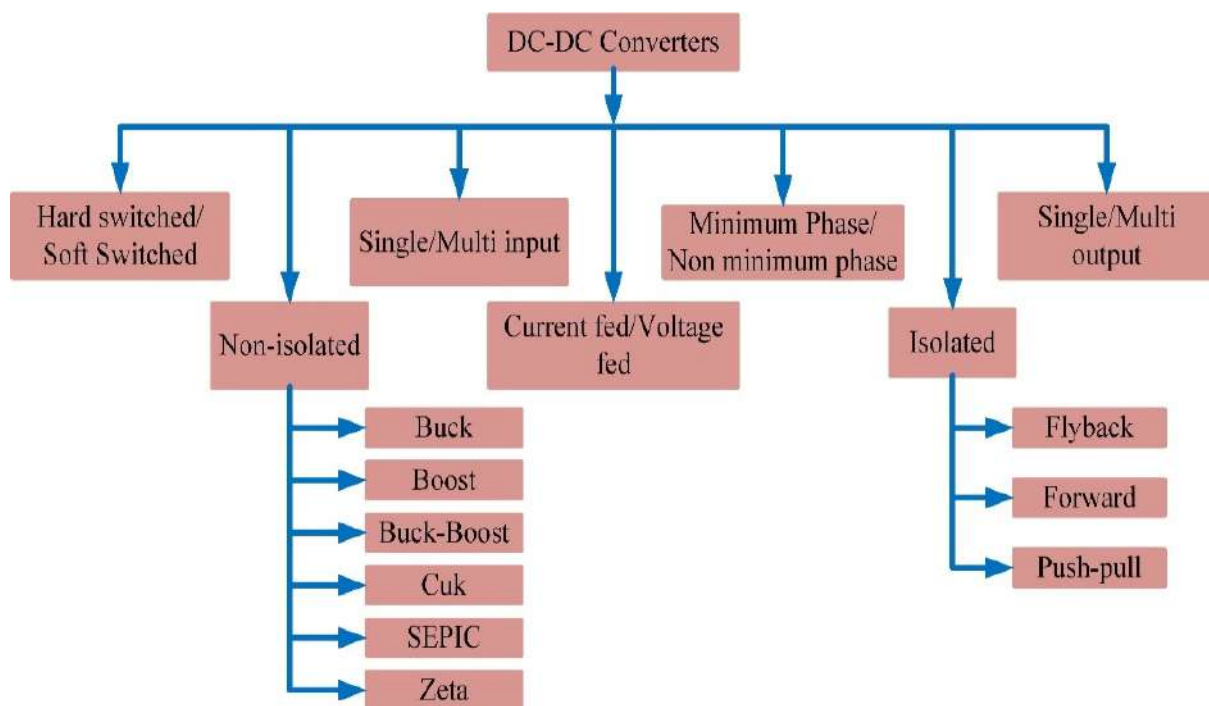 DC-DC Converters
Hard switched/
Soft Switched
Single/Multi input
Minimum Phase/
Non minimum phase
Single/Multi
output
Non-isolated
Current fed/Voltage
fed
Isolated
Buck
Boost
Buck-Boost
Cuk
SEPIC
Zeta
Flyback
Forward
Push-pull